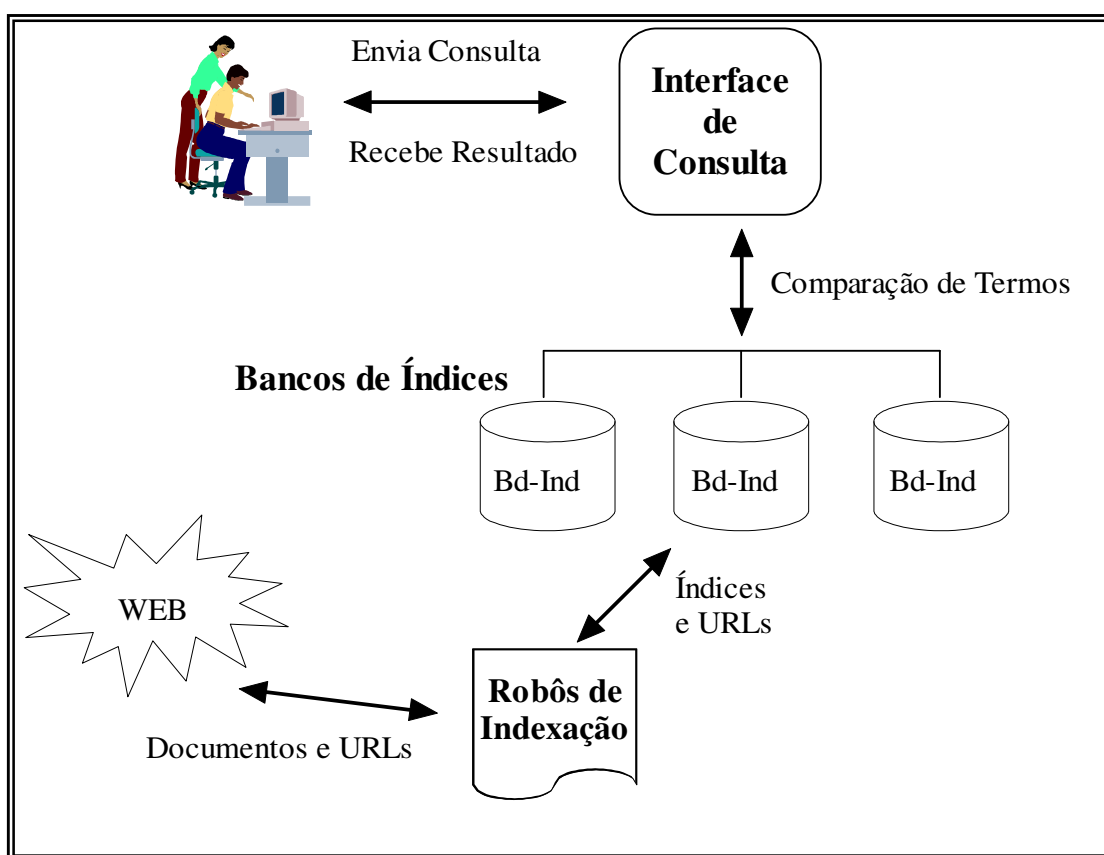 Envia Consulta
Recebe Resultado
Interface
de
Consulta
Comparação de Termos
Bancos de Índices
Bd-Ind
Bd-Ind
Bd-Ind
WEB
Índices
e URLs
Robôs de
Indexação
Documentos e URLs